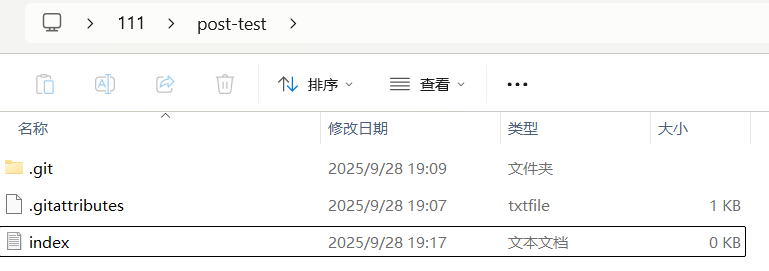 111 post-test
排序 查看
名称 修改日期 类型 大小
.git 2025/9/28 19:09 文件夹
.gitattributes 2025/9/28 19:07 txtfile 1 KB
index 2025/9/28 19:17 文本文档 0 KB